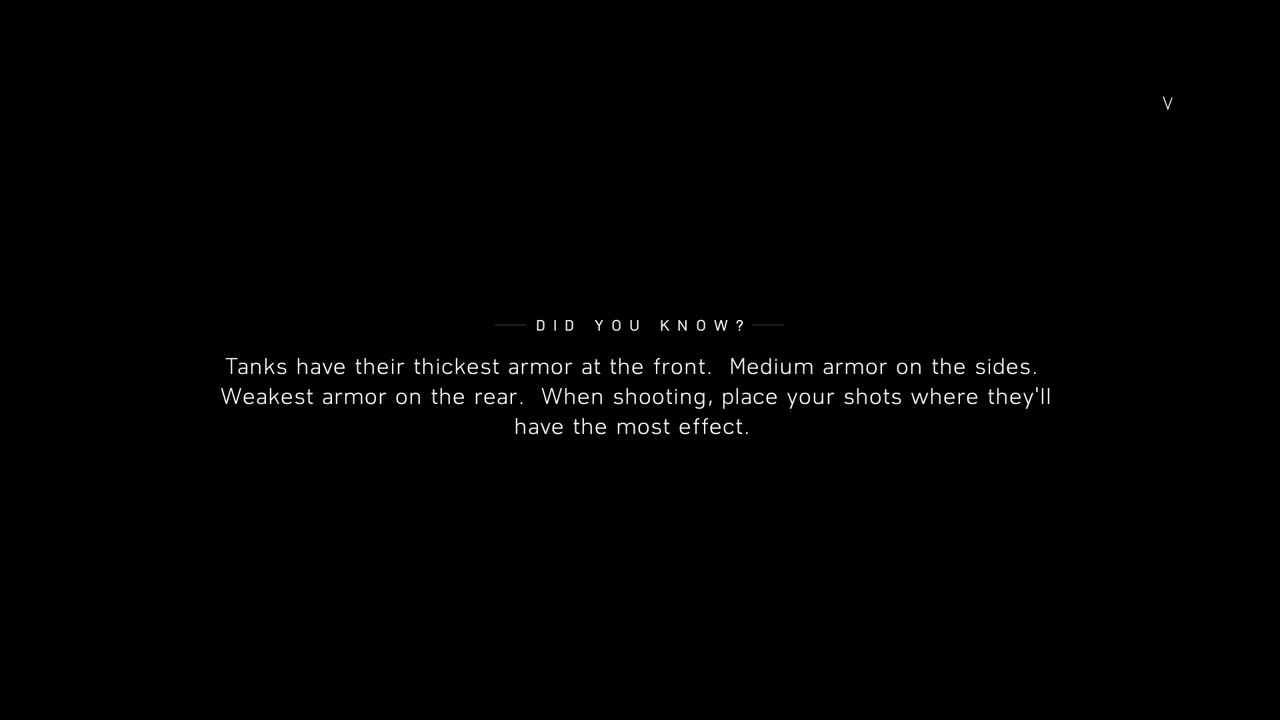 V
DID YOU KNOW?
Tanks have their thickest armor at the front.  Medium armor on the sides.
Weakest armor on the rear.  When shooting, place your shots where they'll
have the most effect.